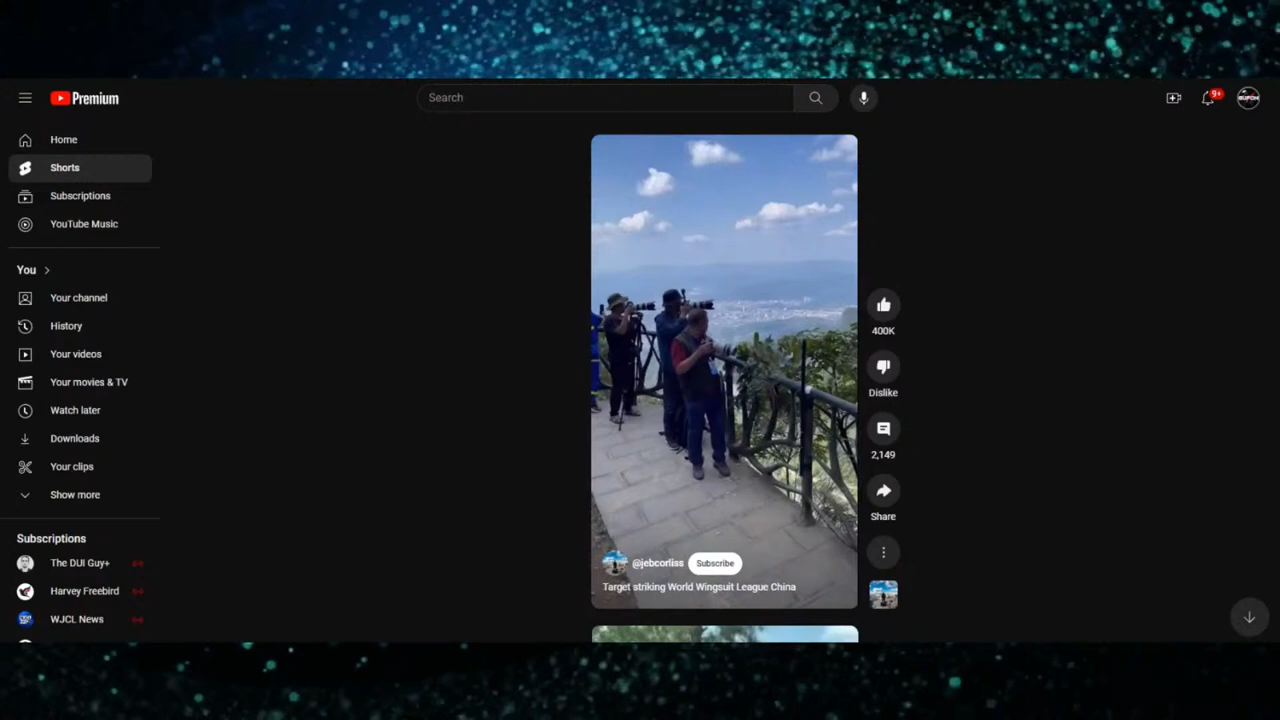 Premium
Search
9+
Home
Shorts
Subscriptions
YouTube Music
You
Your channel
History
Your videos
Your movies & TV
Watch later
Downloads
Your clips
Show more
Subscriptions
The DUI Guy+
Harvey Freebird
WJCL News
@jebcorliss Subscribe
Target striking World Wingsuit League China
400K
Dislike
2,149
Share